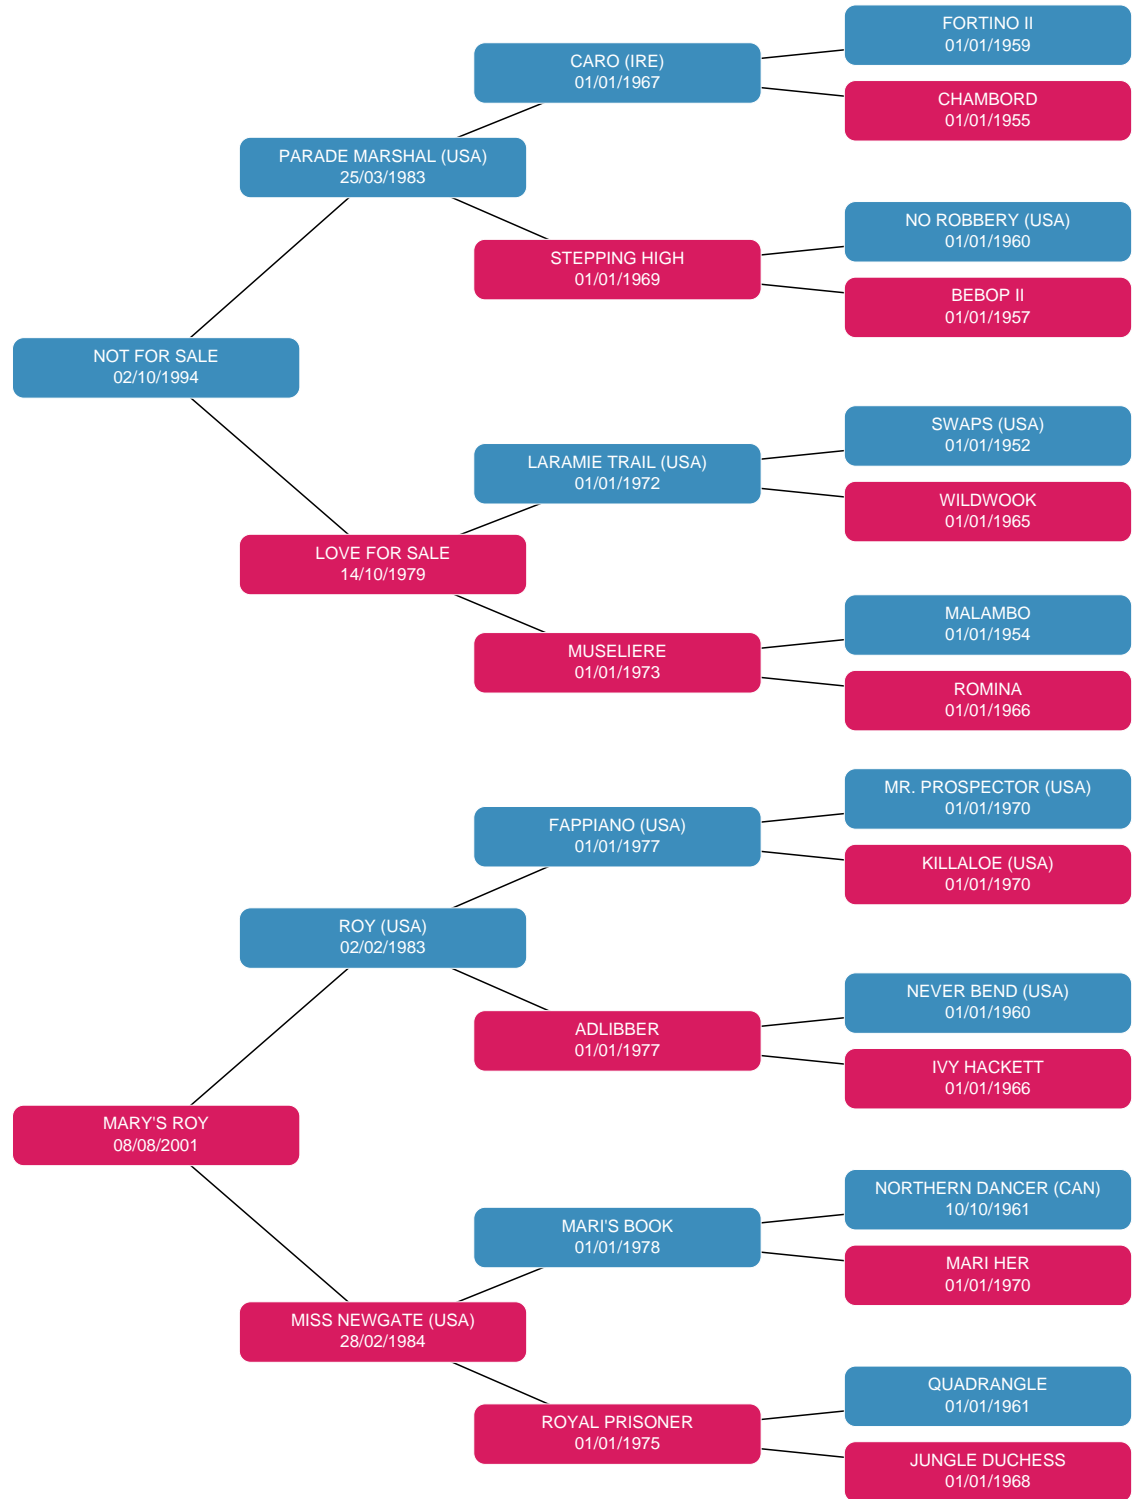 FORTINO II
01/01/1959
CARO (IRE)
01/01/1967
CHAMBORD
01/01/1955
PARADE MARSHAL (USA)
25/03/1983
NO ROBBERY (USA)
01/01/1960
STEPPING HIGH
01/01/1969
BEBOP II
01/01/1957
NOT FOR SALE
02/10/1994
SWAPS (USA)
01/01/1952
LARAMIE TRAIL (USA)
01/01/1972
WILDWOOK
01/01/1965
LOVE FOR SALE
14/10/1979
MALAMBO
01/01/1954
MUSELIERE
01/01/1973
ROMINA
01/01/1966
MR. PROSPECTOR (USA)
01/01/1970
FAPPIANO (USA)
01/01/1977
KILLALOE (USA)
01/01/1970
ROY (USA)
02/02/1983
NEVER BEND (USA)
01/01/1960
ADLIBBER
01/01/1977
IVY HACKETT
01/01/1966
MARY'S ROY
08/08/2001
NORTHERN DANCER (CAN)
10/10/1961
MARI'S BOOK
01/01/1978
MARI HER
01/01/1970
MISS NEWGATE (USA)
28/02/1984
QUADRANGLE
01/01/1961
ROYAL PRISONER
01/01/1975
JUNGLE DUCHESS
01/01/1968